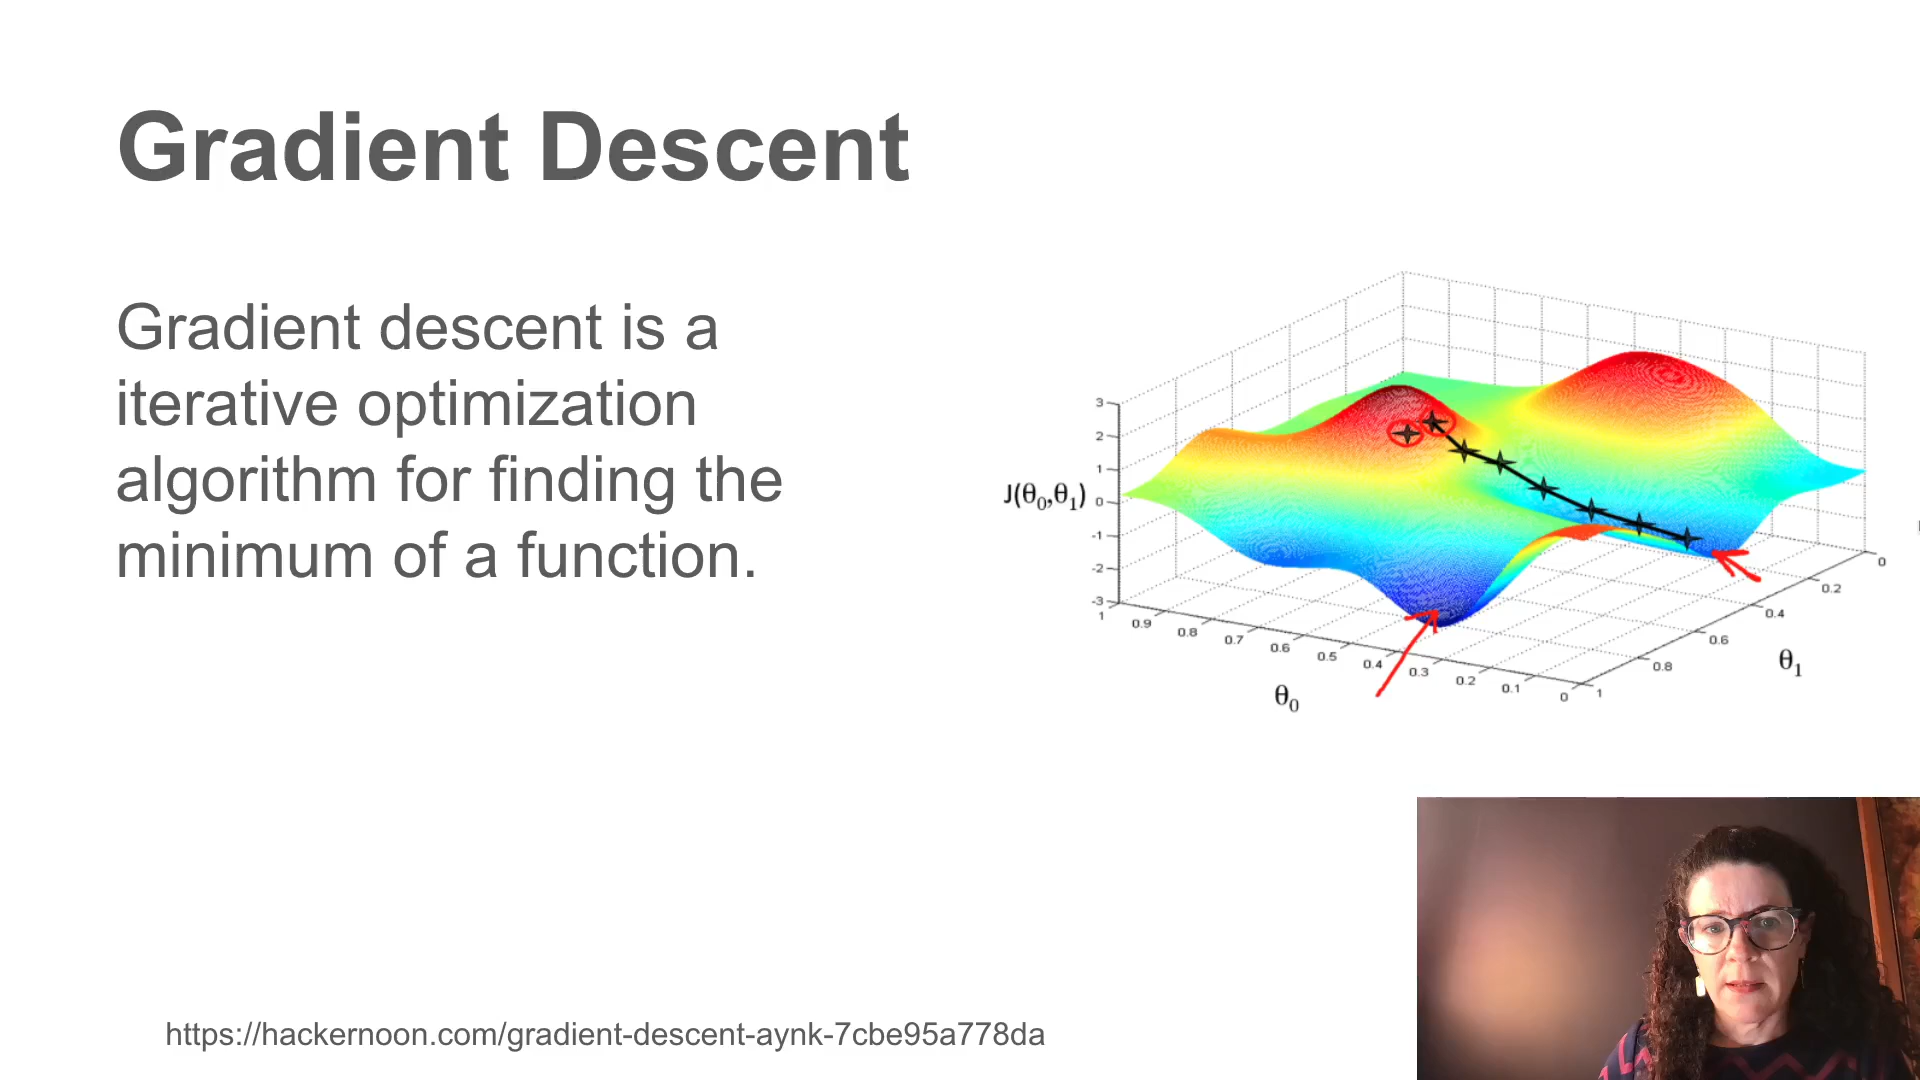 Gradient Descent
Gradient descent is a
iterative optimization
algorithm for finding the
minimum of a function.
J(θ0,θ1)
3
2
1
0
-1
-2
-3
1
0.9
0.8
0.7
0.6
0.5
0.4
0.3
0.2
0.1
0
θ0
1
0.8
0.6
0.4
0.2
0
θ1
https://hackernoon.com/gradient-descent-aynk-7cbe95a778da